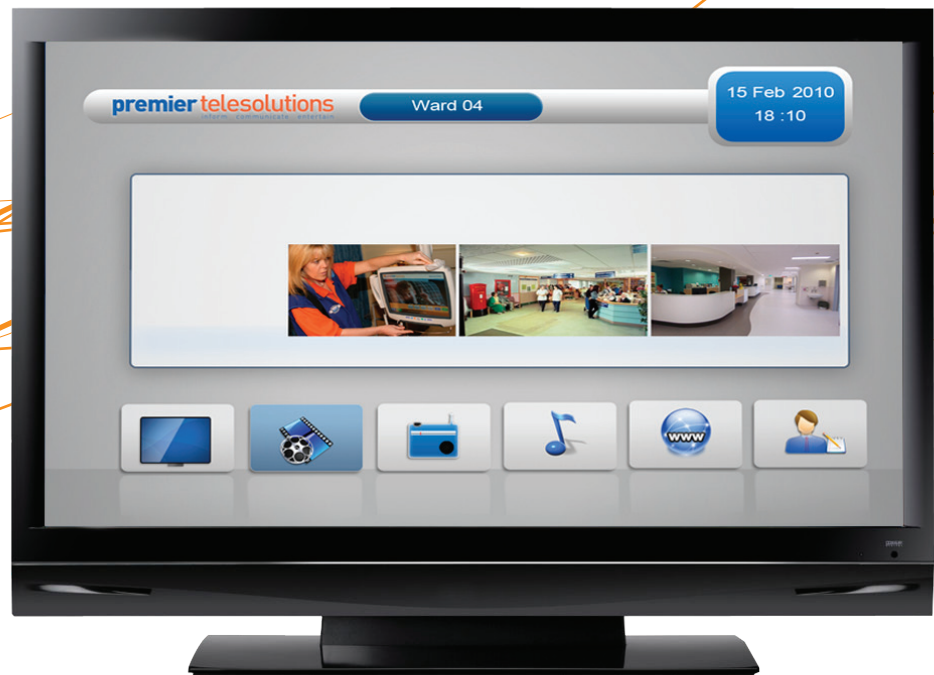 premier telesolutions
inform . communicate . entertain
Ward 04
15 Feb 2010
18 :10
www